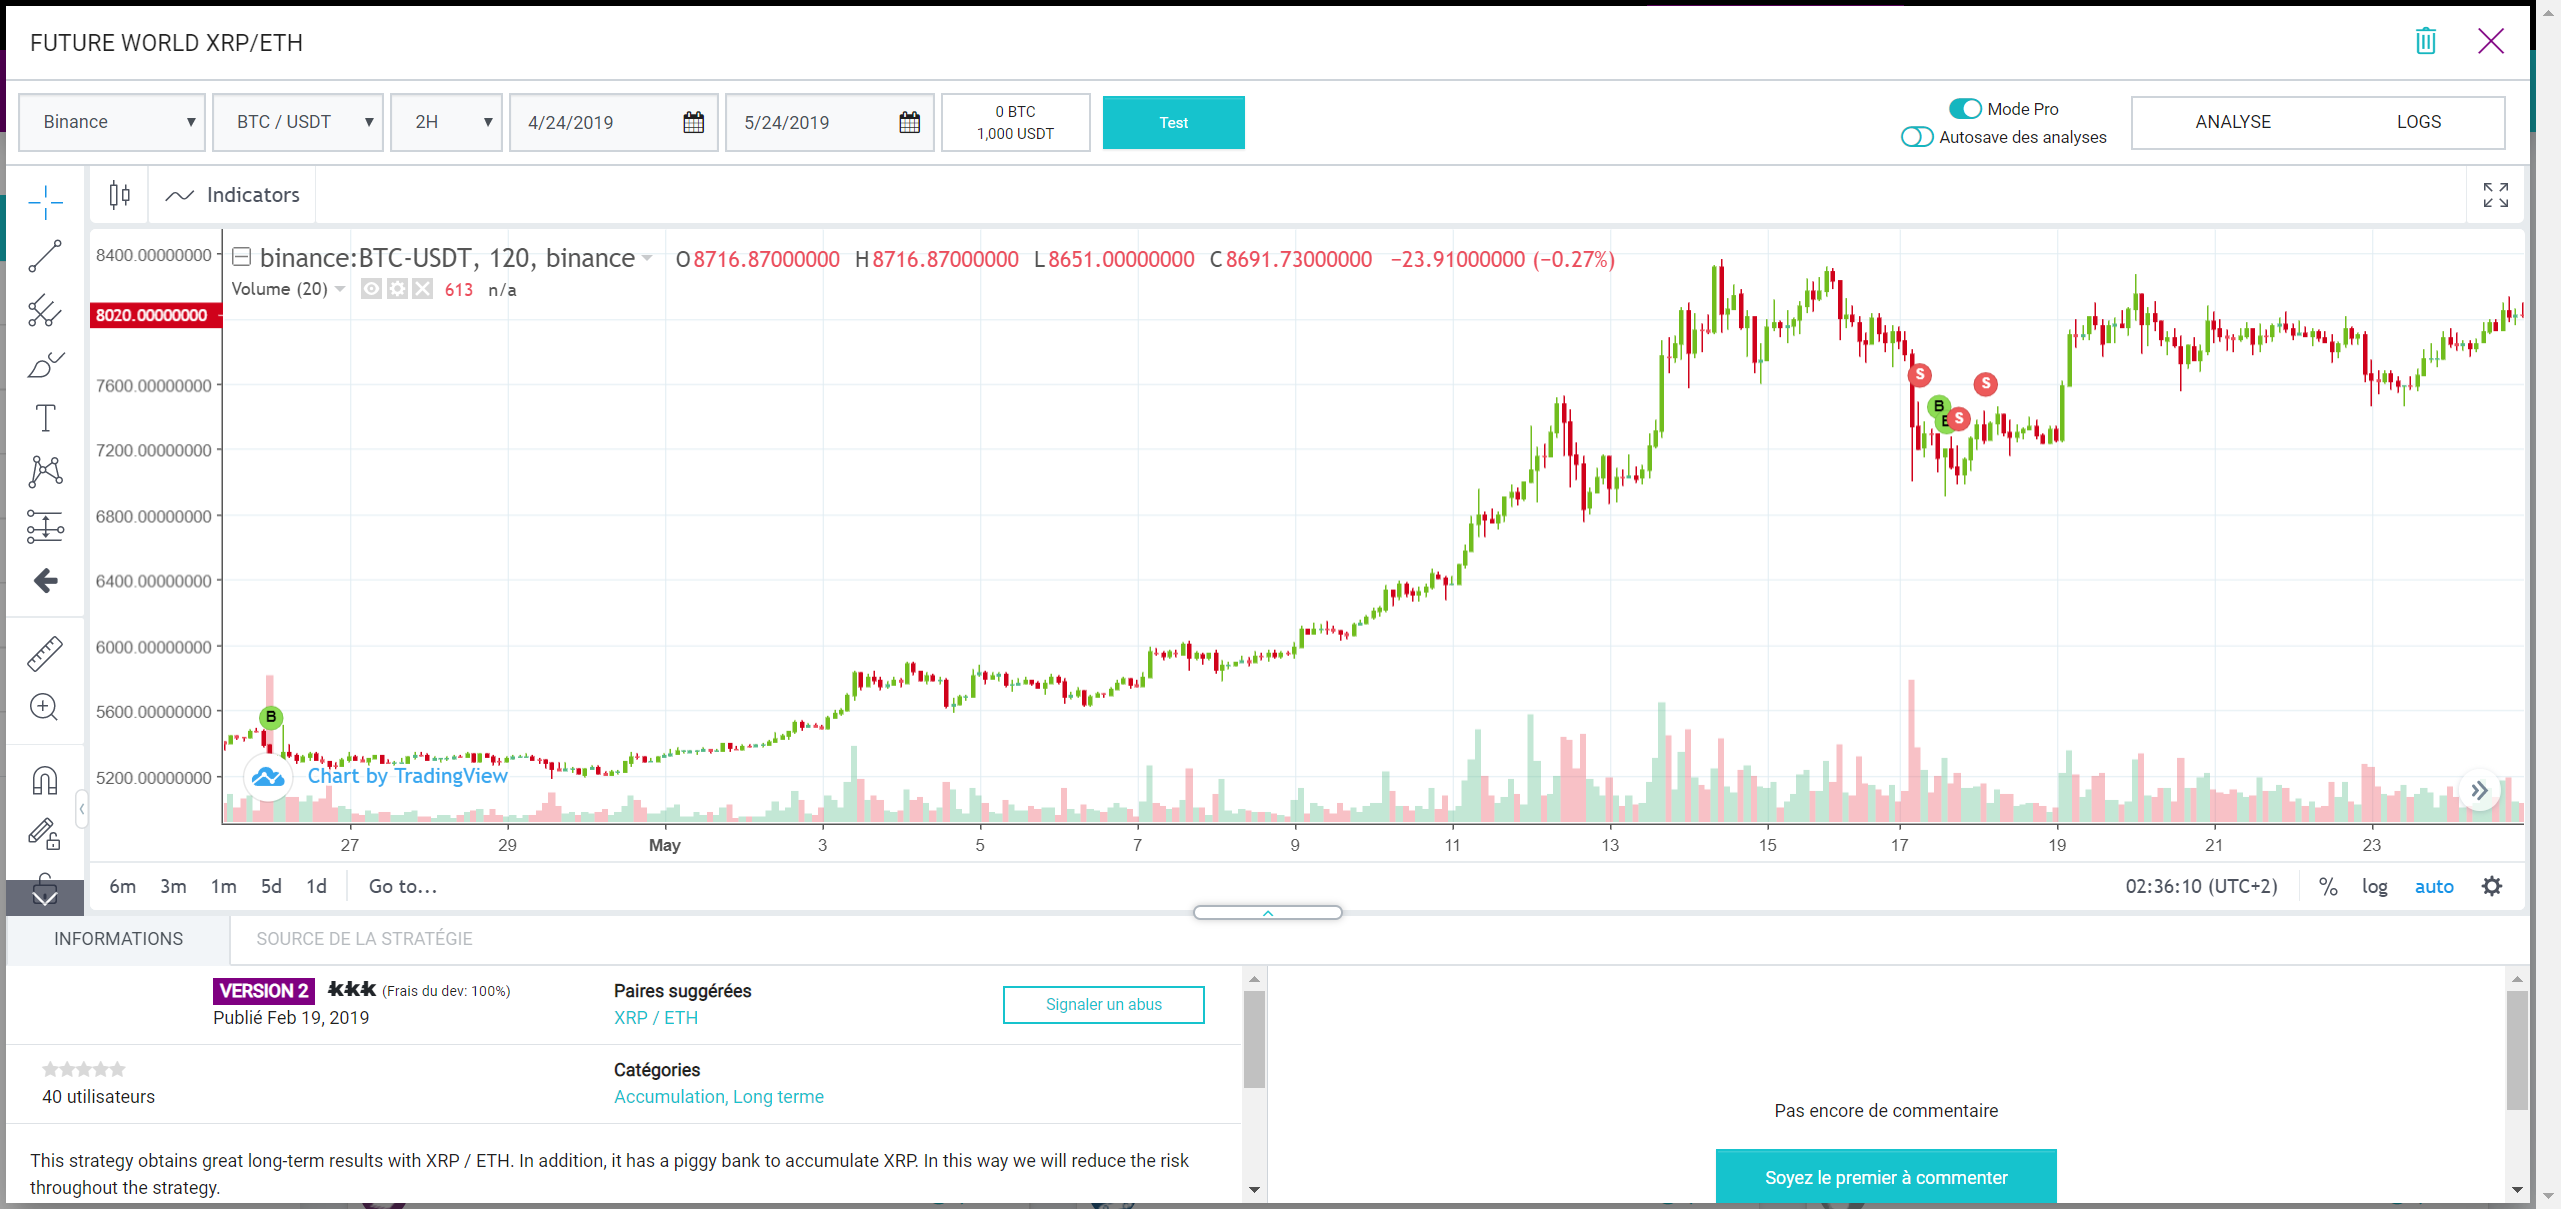 FUTURE WORLD XRP/ETH
Binance
BTC / USDT
2H
4/24/2019
5/24/2019
0 BTC
1,000 USDT
Test
Mode Pro
Autosave des analyses
ANALYSE
LOGS
Indicators
binance:BTC-USDT, 120, binance
O8716.87000000 H8716.87000000 L8651.00000000 C8691.73000000 −23.91000000 (−0.27%)
Volume (20)
613 n/a
8400.00000000
8020.00000000
7600.00000000
7200.00000000
6800.00000000
6400.00000000
6000.00000000
5600.00000000
5200.00000000
S
S
B
B
S
B
Chart by TradingView
27 29 May 3 5 7 9 11 13 15 17 19 21 23
6m 3m 1m 5d 1d Go to...
02:36:10 (UTC+2) % log auto
INFORMATIONS
SOURCE DE LA STRATÉGIE
VERSION 2 kkk (Frais du dev: 100%)
Publié Feb 19, 2019
Paires suggérées
XRP / ETH
Signaler un abus
40 utilisateurs
Catégories
Accumulation, Long terme
This strategy obtains great long-term results with XRP / ETH. In addition, it has a piggy bank to accumulate XRP. In this way we will reduce the risk
throughout the strategy.
Pas encore de commentaire
Soyez le premier à commenter